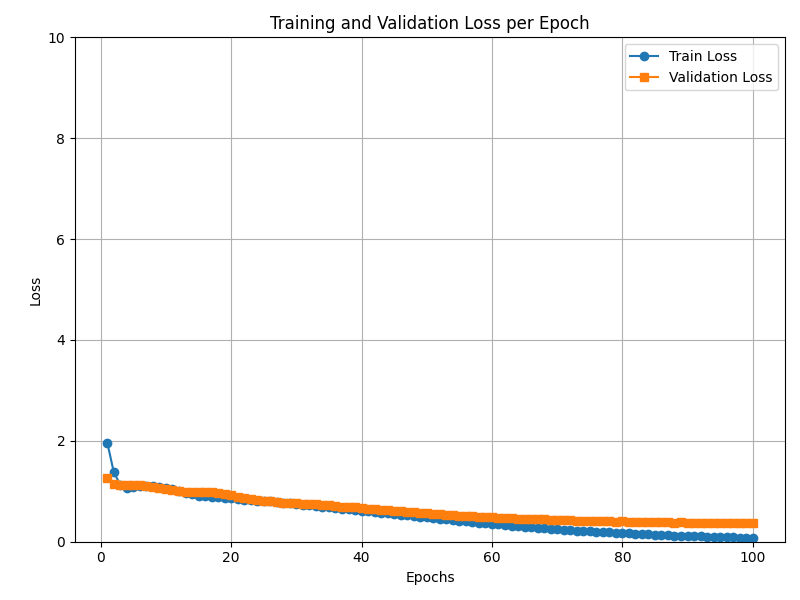 Training and Validation Loss per Epoch
10
8
6
4
2
0
Loss
Train Loss
Validation Loss
0 20 40 60 80 100
Epochs